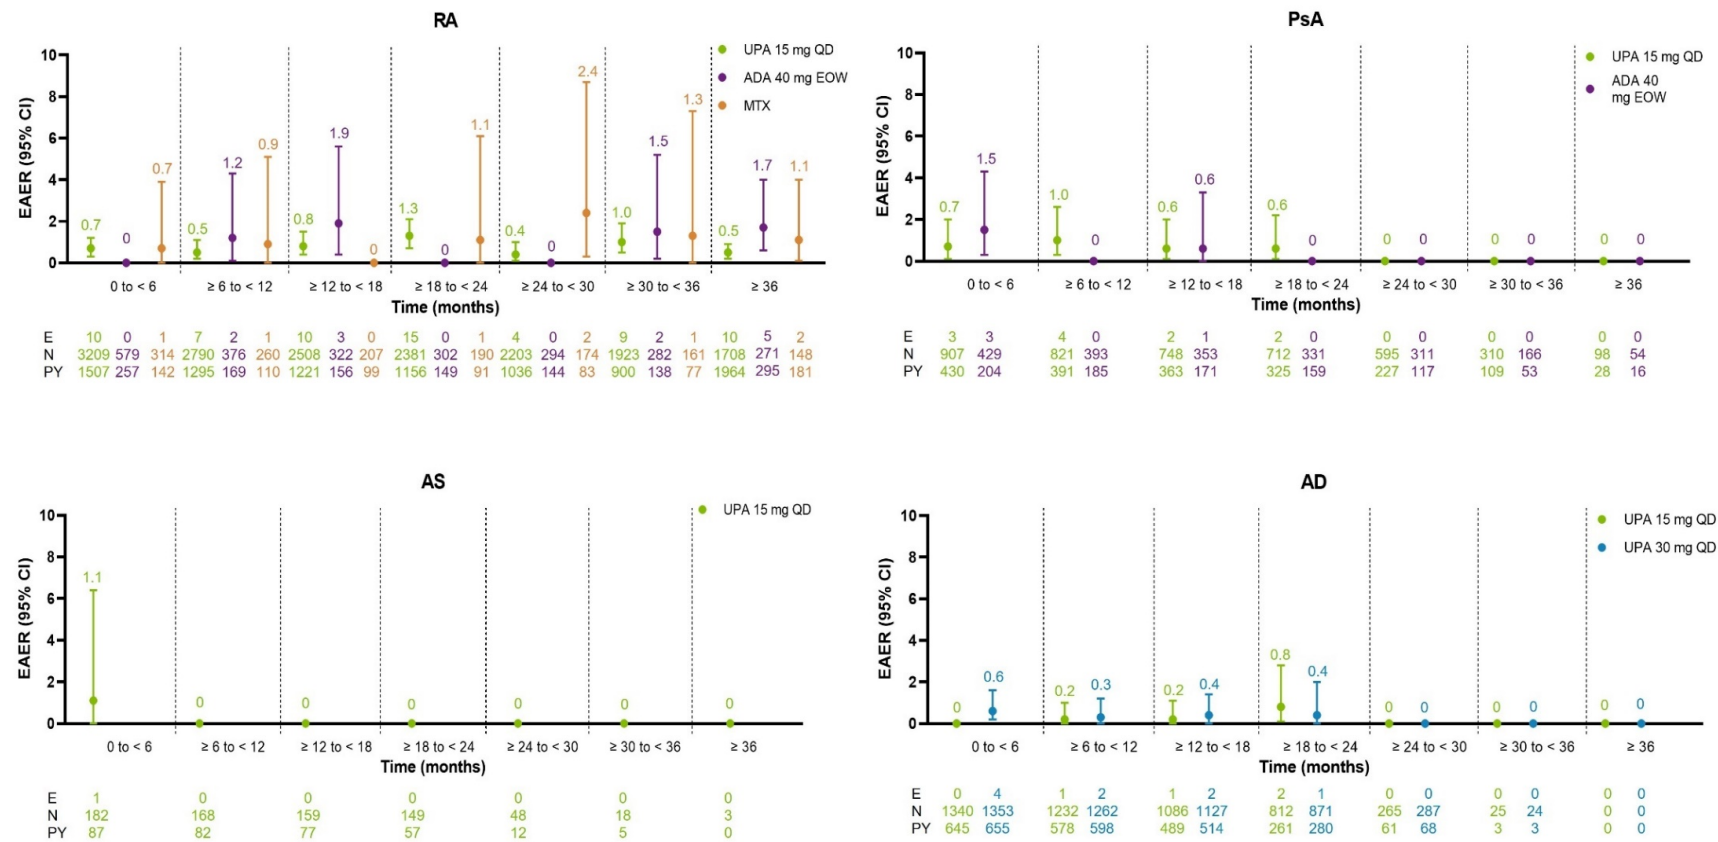 RA
UPA 15 mg QD
ADA 40 mg EOW
MTX
EAER (95% CI)
10
8
6
4
2
0
0.7 0 0.7 0.5 1.2 0.9 0.8 1.9 0 1.3 0 1.1 0.4 0 2.4 1.0 1.5 1.3 0.5 1.7 1.1
0 to < 6 ≥ 6 to < 12 ≥ 12 to < 18 ≥ 18 to < 24 ≥ 24 to < 30 ≥ 30 to < 36 ≥ 36
Time (months)
E 10 0 1 7 2 1 10 3 0 15 0 1 4 0 2 9 2 1 10 5 2
N 3209 579 314 2790 376 260 2508 322 207 2381 302 190 2203 294 174 1923 282 161 1708 271 148
PY 1507 257 142 1295 169 110 1221 156 99 1156 149 91 1036 144 83 900 138 77 1964 295 181
PsA
UPA 15 mg QD
ADA 40
mg EOW
EAER (95% CI)
10
8
6
4
2
0
0.7 1.5 1.0 0 0.6 0.6 0.6 0 0 0 0 0 0 0
0 to < 6 ≥ 6 to < 12 ≥ 12 to < 18 ≥ 18 to < 24 ≥ 24 to < 30 ≥ 30 to < 36 ≥ 36
Time (months)
E 3 3 4 0 2 1 2 0 0 0 0 0 0 0
N 907 429 821 393 748 353 712 331 595 311 310 166 98 54
PY 430 204 391 185 363 171 325 159 227 117 109 53 28 16
AS
UPA 15 mg QD
EAER (95% CI)
10
8
6
4
2
0
1.1 0 0 0 0 0 0
0 to < 6 ≥ 6 to < 12 ≥ 12 to < 18 ≥ 18 to < 24 ≥ 24 to < 30 ≥ 30 to < 36 ≥ 36
Time (months)
E 1 0 0 0 0 0 0
N 182 168 159 149 48 18 3
PY 87 82 77 57 12 5 0
AD
UPA 15 mg QD
UPA 30 mg QD
EAER (95% CI)
10
8
6
4
2
0
0 0.6 0.2 0.3 0.2 0.4 0.8 0.4 0 0 0 0 0 0
0 to < 6 ≥ 6 to < 12 ≥ 12 to < 18 ≥ 18 to < 24 ≥ 24 to < 30 ≥ 30 to < 36 ≥ 36
Time (months)
E 0 4 1 2 1 2 2 1 0 0 0 0 0 0
N 1340 1353 1232 1262 1086 1127 812 871 265 287 25 24 0 0
PY 645 655 578 598 489 514 261 280 61 68 3 3 0 0